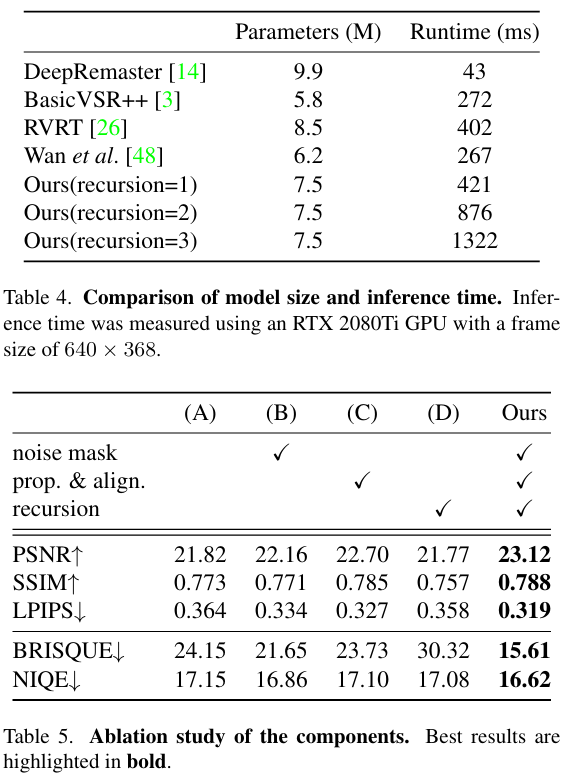 Parameters (M) Runtime (ms)
DeepRemaster [14] 9.9 43
BasicVSR++ [3] 5.8 272
RVRT [26] 8.5 402
Wan et al. [48] 6.2 267
Ours(recursion=1) 7.5 421
Ours(recursion=2) 7.5 876
Ours(recursion=3) 7.5 1322
Table 4. Comparison of model size and inference time. Infer-
ence time was measured using an RTX 2080Ti GPU with a frame
size of 640 × 368.
(A) (B) (C) (D) Ours
noise mask ✓ ✓
prop. & align. ✓ ✓
recursion ✓ ✓
PSNR↑ 21.82 22.16 22.70 21.77 23.12
SSIM↑ 0.773 0.771 0.785 0.757 0.788
LPIPS↓ 0.364 0.334 0.327 0.358 0.319
BRISQUE↓ 24.15 21.65 23.73 30.32 15.61
NIQE↓ 17.15 16.86 17.10 17.08 16.62
Table 5. Ablation study of the components. Best results are
highlighted in bold.